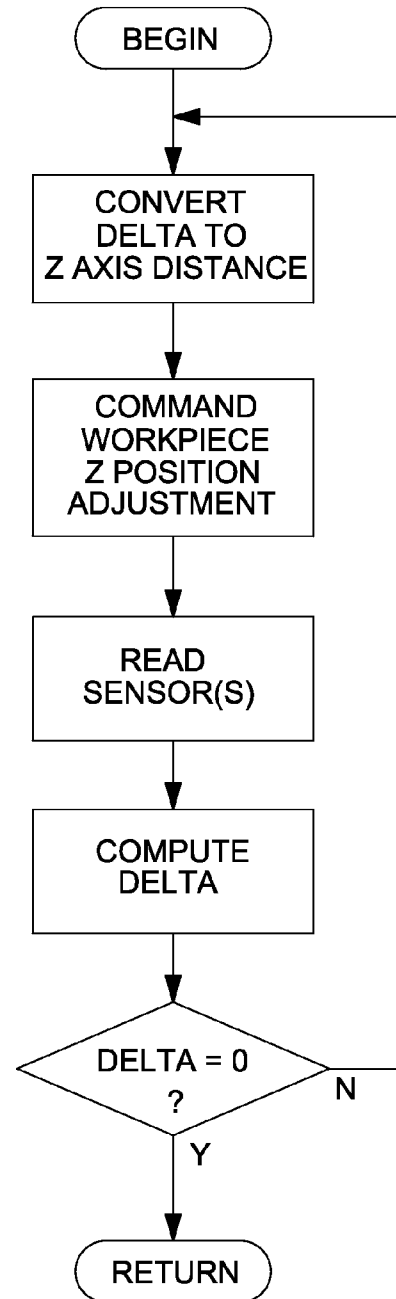 BEGIN
CONVERT
DELTA TO
Z AXIS DISTANCE
COMMAND
WORKPIECE
Z POSITION
ADJUSTMENT
READ
SENSOR(S)
COMPUTE
DELTA
DELTA = 0
?
N
Y
RETURN